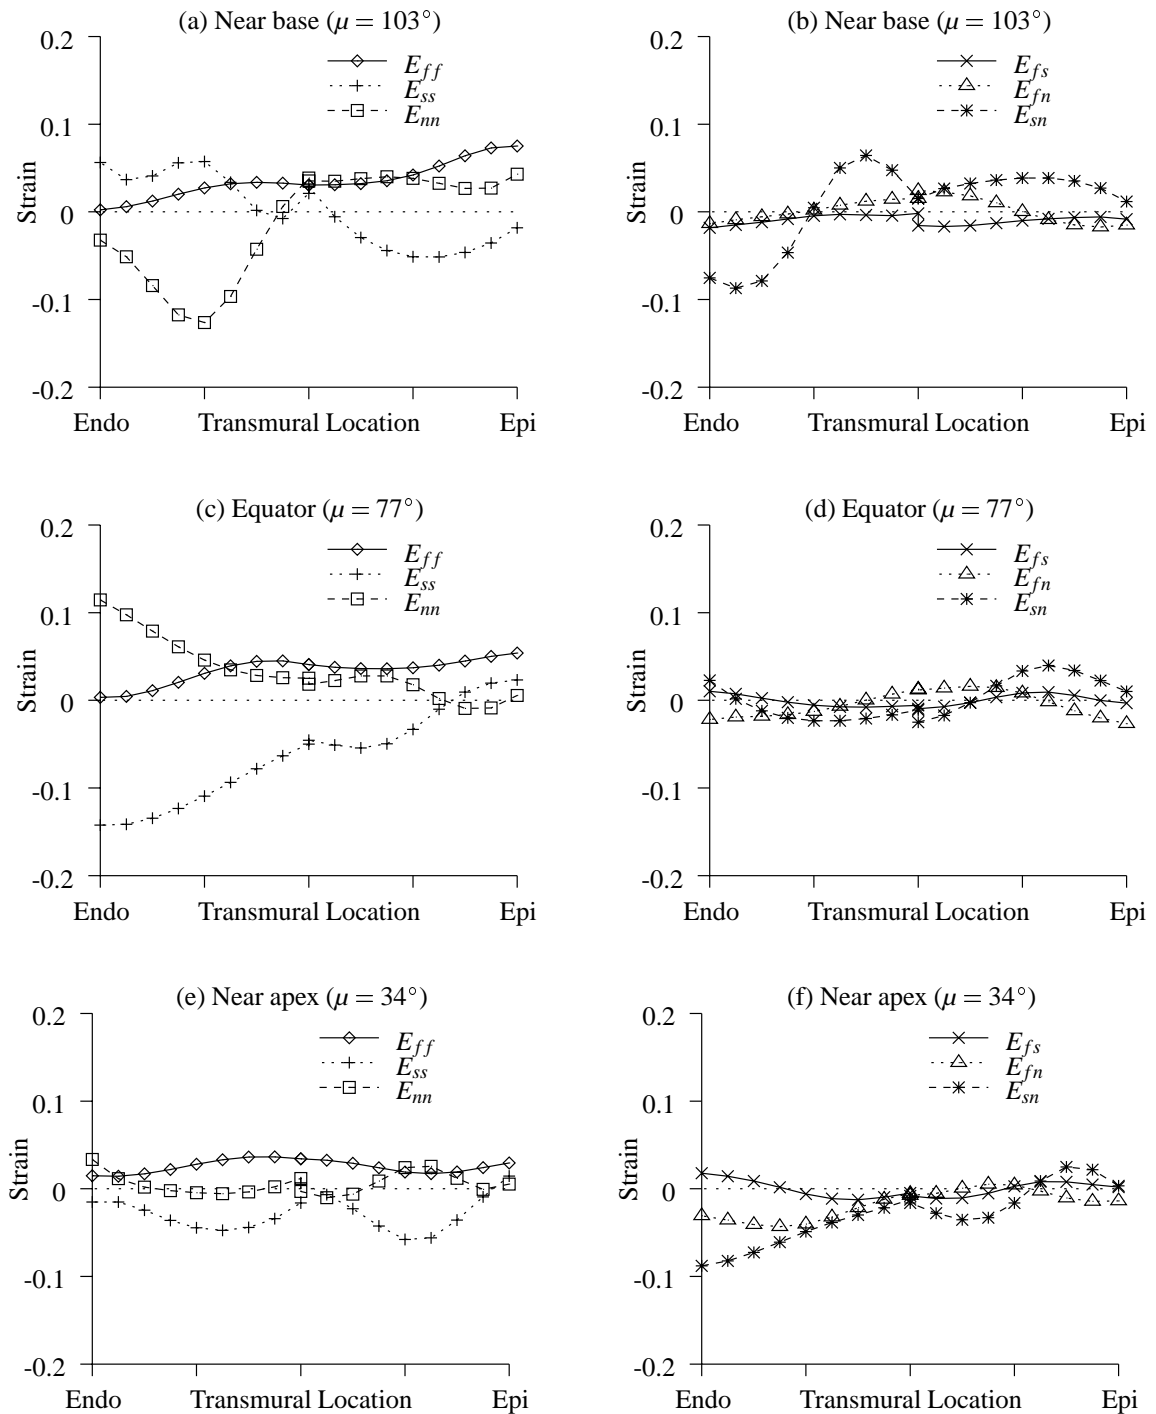 (a) Near base (μ = 103°)
0.2
0.1
0
-0.1
-0.2
Strain
E_ff
E_ss
E_nn
Endo Transmural Location Epi
(b) Near base (μ = 103°)
0.2
0.1
0
-0.1
-0.2
Strain
E_fs
E_fn
E_sn
Endo Transmural Location Epi
(c) Equator (μ = 77°)
0.2
0.1
0
-0.1
-0.2
Strain
E_ff
E_ss
E_nn
Endo Transmural Location Epi
(d) Equator (μ = 77°)
0.2
0.1
0
-0.1
-0.2
Strain
E_fs
E_fn
E_sn
Endo Transmural Location Epi
(e) Near apex (μ = 34°)
0.2
0.1
0
-0.1
-0.2
Strain
E_ff
E_ss
E_nn
Endo Transmural Location Epi
(f) Near apex (μ = 34°)
0.2
0.1
0
-0.1
-0.2
Strain
E_fs
E_fn
E_sn
Endo Transmural Location Epi